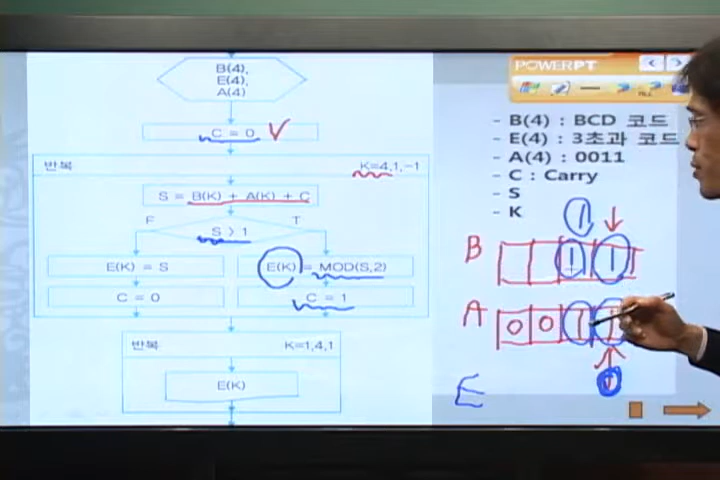 B(4),
E(4),
A(4)
C = 0 V
반복 K=4,1,-1
S = B(K) + A(K) + C
F T
S > 1
E(K) = S
E(K) = MOD(S,2)
C = 0
C = 1
반복 K=1,4,1
E(K)
POWERPT
- B(4) : BCD 코드
- E(4) : 3초과 코드
- A(4) : 0011
- C : Carry
- S
- K
1
B 1 1
A 0 0 1 1
E